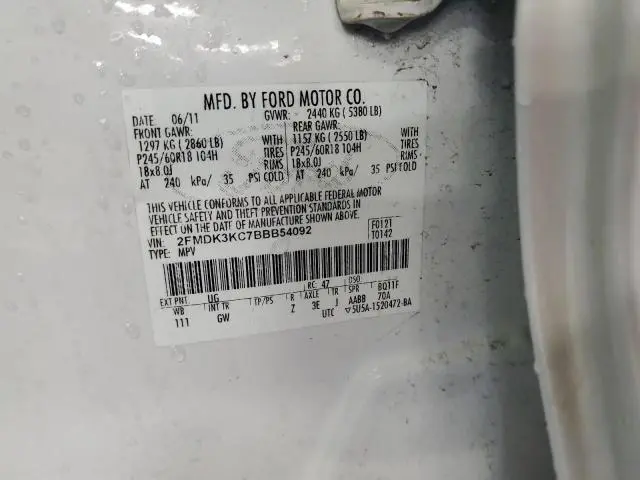 MFD. BY FORD MOTOR CO.
DATE 06/11 GVWR: 2440 KG ( 5380 LB)
FRONT GAWR: REAR GAWR:
1297 KG ( 2860 LB) WITH 1157 KG ( 2550 LB) WITH
P245/60R18 104H TIRES P245/60R18 104H TIRES
18x8.0J RIMS 18x8.0J RIMS
AT 240 kPa/ 35 PSI COLD AT 240 kPa/ 35 PSI COLD
THIS VEHICLE CONFORMS TO ALL APPLICABLE FEDERAL MOTOR
VEHICLE SAFETY AND THEFT PREVENTION STANDARDS IN
EFFECT ON THE DATE OF MANUFACTURE SHOWN ABOVE.
VIN: 2FMDK3KC7BBB54092 F0121
TYPE: MPV T0142
RC: 47 DSO:
EXT PNT: UG
WB INT TR TP/PS R AXLE TR SPR BQ11F
111 GW Z 3E J AABB 70A
UTC ▽5U5A-1520472-BA